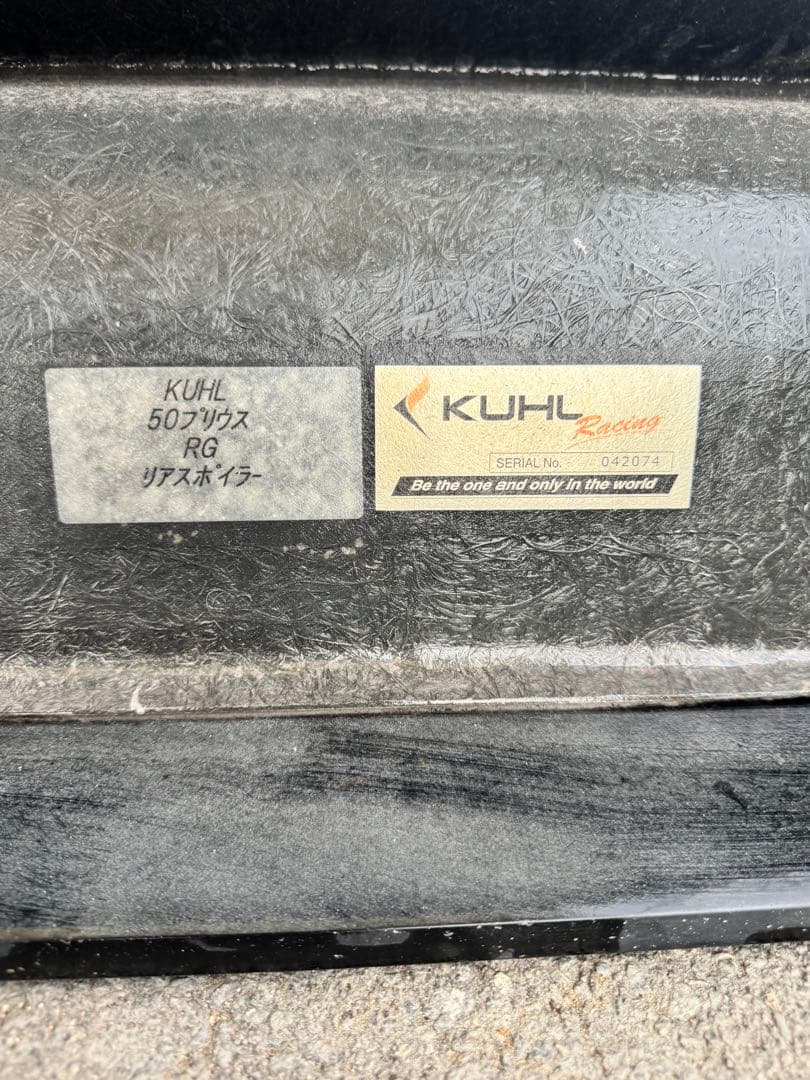 KUHL
50プリウス
RG
リアスポイラー
KUHL
Racing
SERIAL No. 042074
Be the one and only in the world